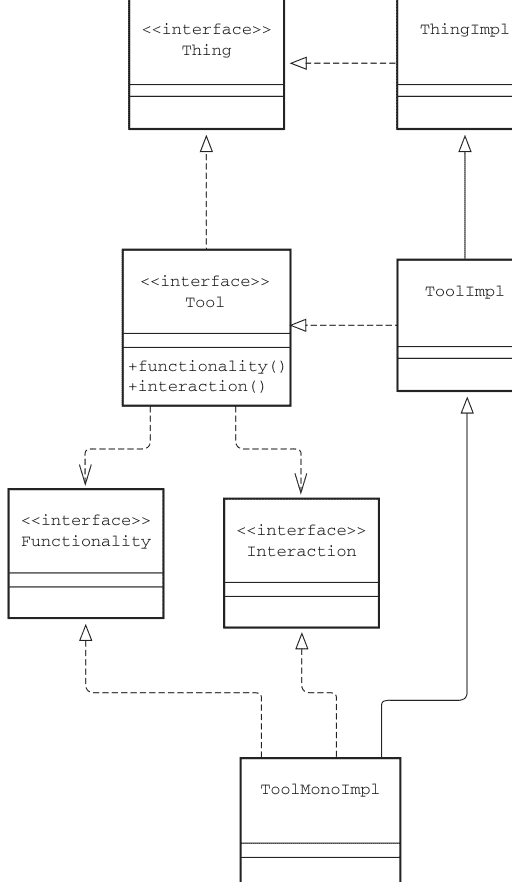 <<interface>>
Thing
ThingImpl
<<interface>>
Tool
+functionality()
+interaction()
ToolImpl
<<interface>>
Functionality
<<interface>>
Interaction
ToolMonoImpl